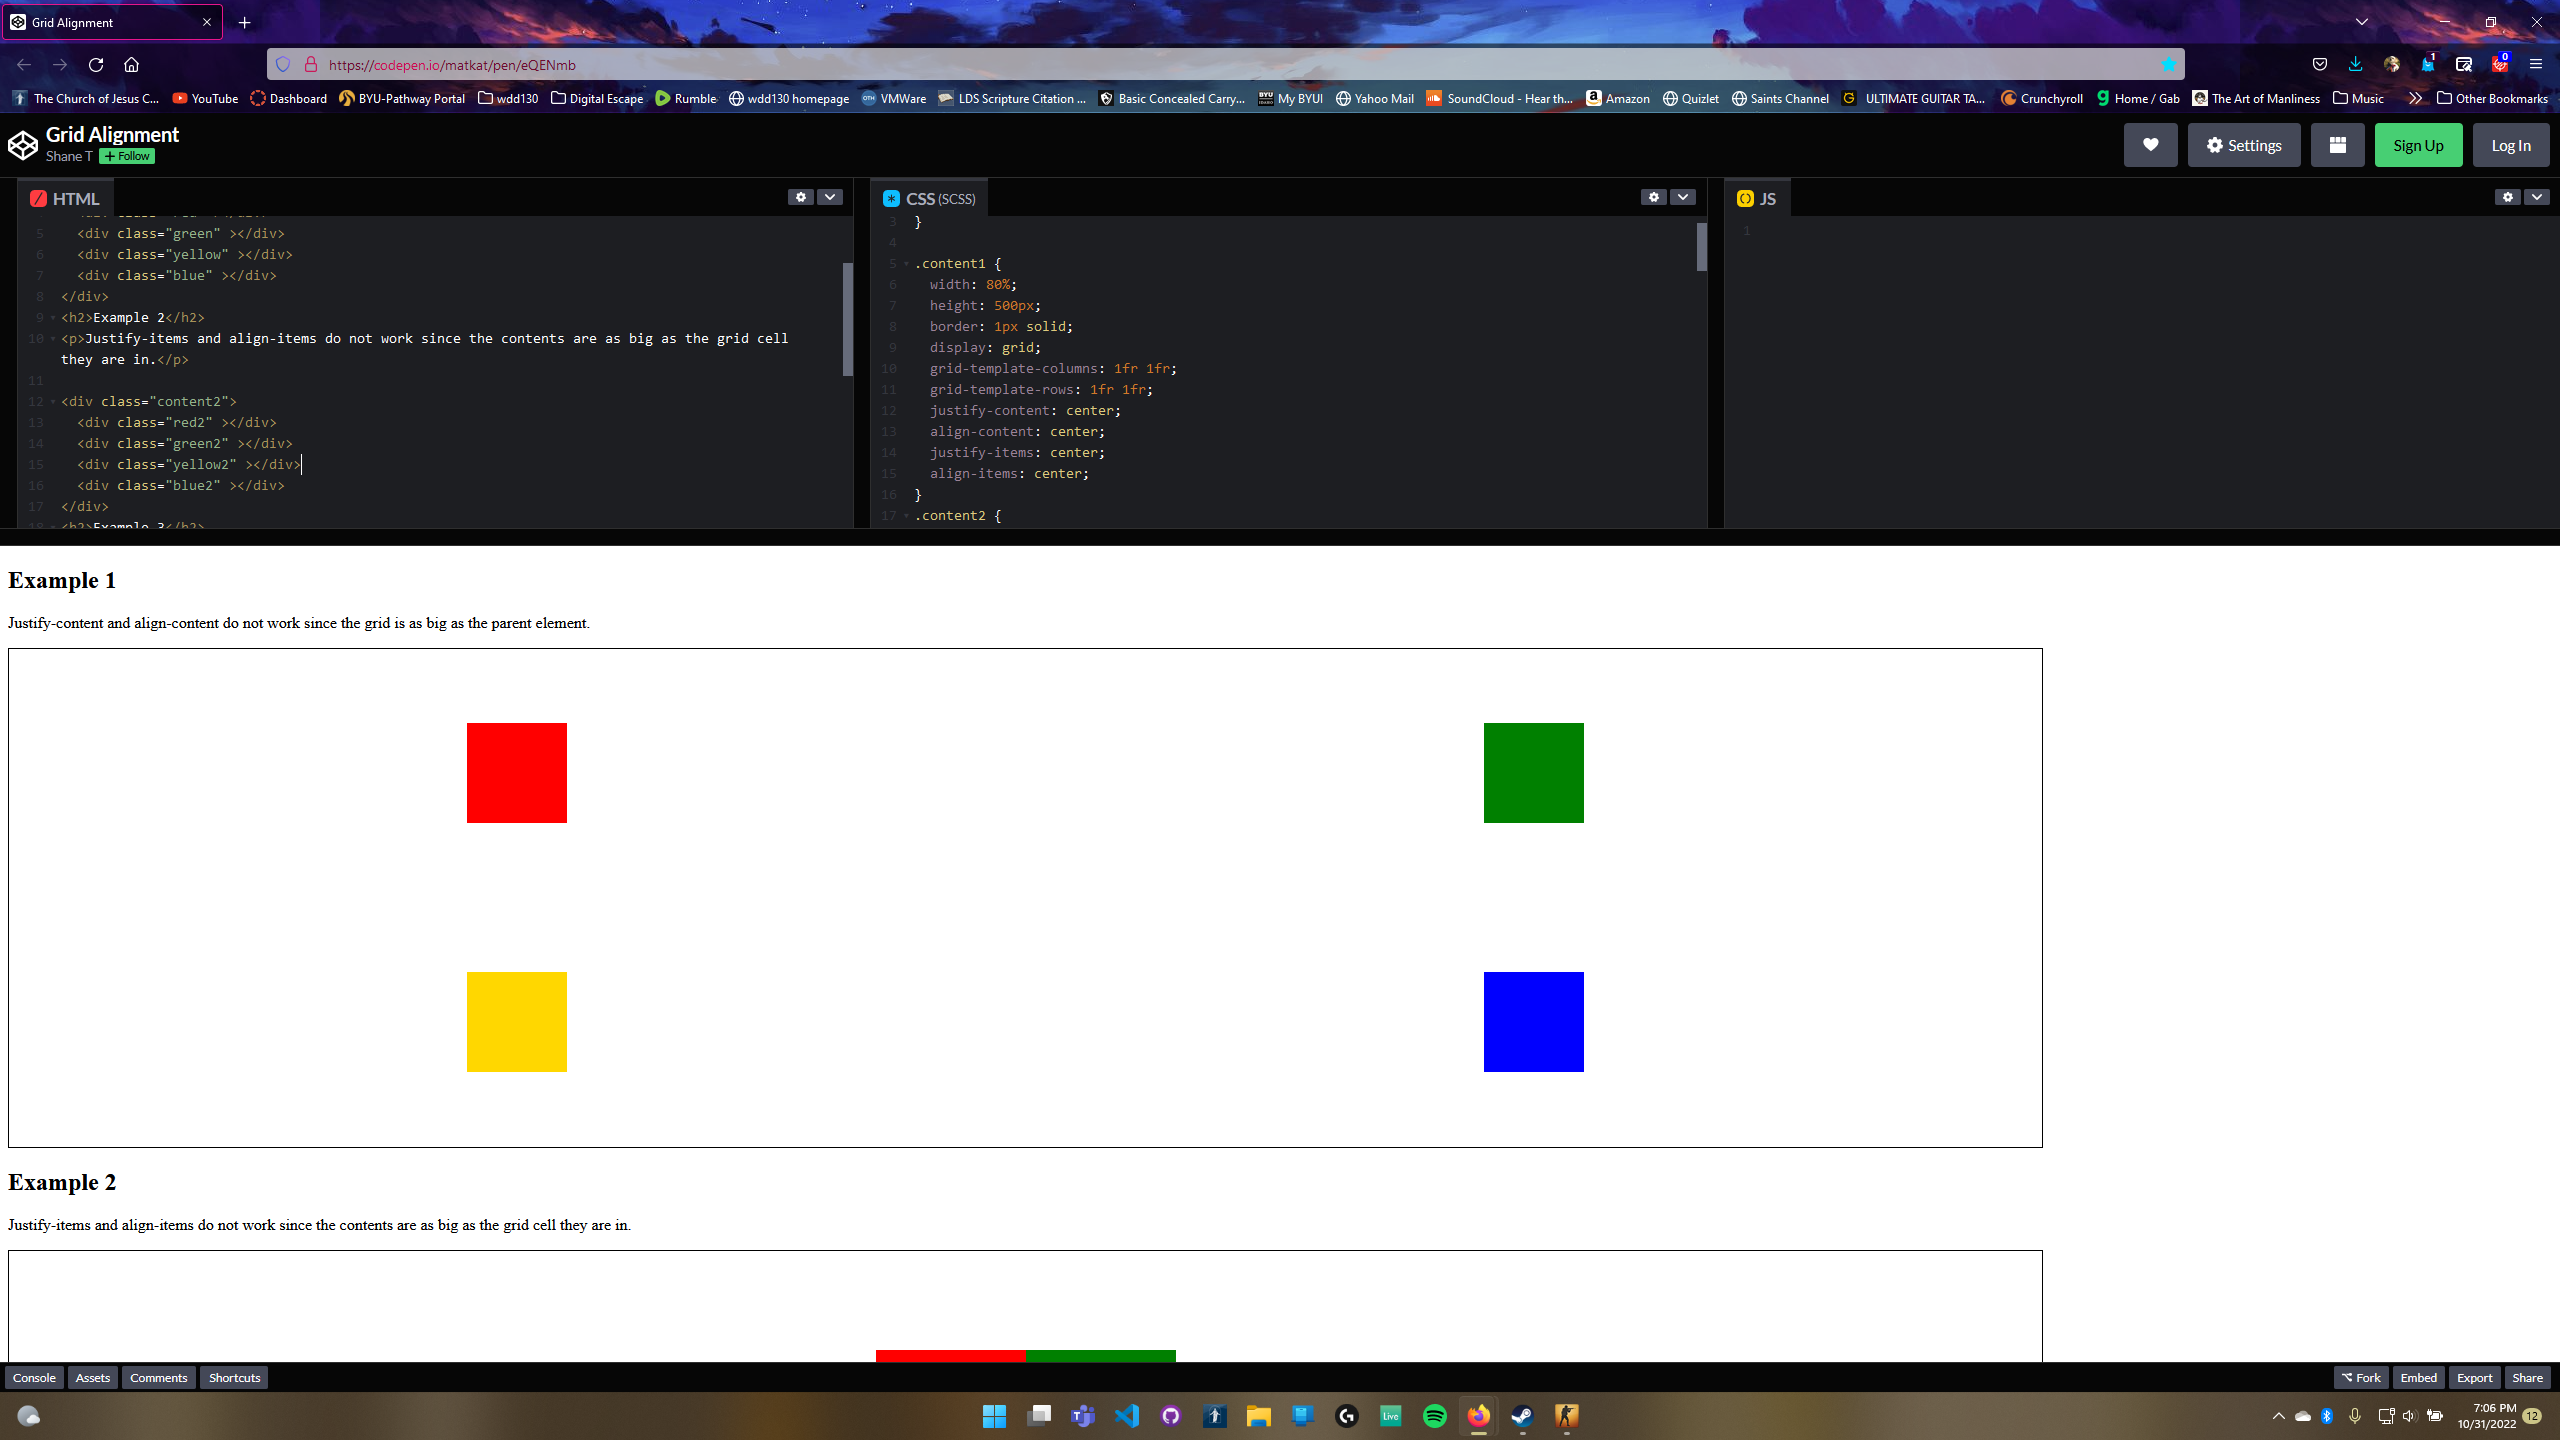 Grid Alignment
https://codepen.io/matkat/pen/eQENmb
1
0
The Church of Jesus C... YouTube Dashboard BYU-Pathway Portal wdd130 Digital Escape Rumble wdd130 homepage VMWare LDS Scripture Citation ... Basic Concealed Carry... My BYUI Yahoo Mail SoundCloud - Hear th... Amazon Quizlet Saints Channel ULTIMATE GUITAR TA... Crunchyroll Home / Gab The Art of Manliness Music Other Bookmarks
Grid Alignment
Shane T + Follow
Settings Sign Up Log In
HTML
5 <div class="green" ></div>
6 <div class="yellow" ></div>
7 <div class="blue" ></div>
8 </div>
9 <h2>Example 2</h2>
10 <p>Justify-items and align-items do not work since the contents are as big as the grid cell
they are in.</p>
11
12 <div class="content2">
13 <div class="red2" ></div>
14 <div class="green2" ></div>
15 <div class="yellow2" ></div>
16 <div class="blue2" ></div>
17 </div>
18 <h2>Example 3</h2>
CSS (SCSS)
3 }
4
5 .content1 {
6 width: 80%;
7 height: 500px;
8 border: 1px solid;
9 display: grid;
10 grid-template-columns: 1fr 1fr;
11 grid-template-rows: 1fr 1fr;
12 justify-content: center;
13 align-content: center;
14 justify-items: center;
15 align-items: center;
16 }
17 .content2 {
JS
1
Example 1
Justify-content and align-content do not work since the grid is as big as the parent element.
Example 2
Justify-items and align-items do not work since the contents are as big as the grid cell they are in.
Console Assets Comments Shortcuts Fork Embed Export Share
Live
7:06 PM
10/31/2022
12